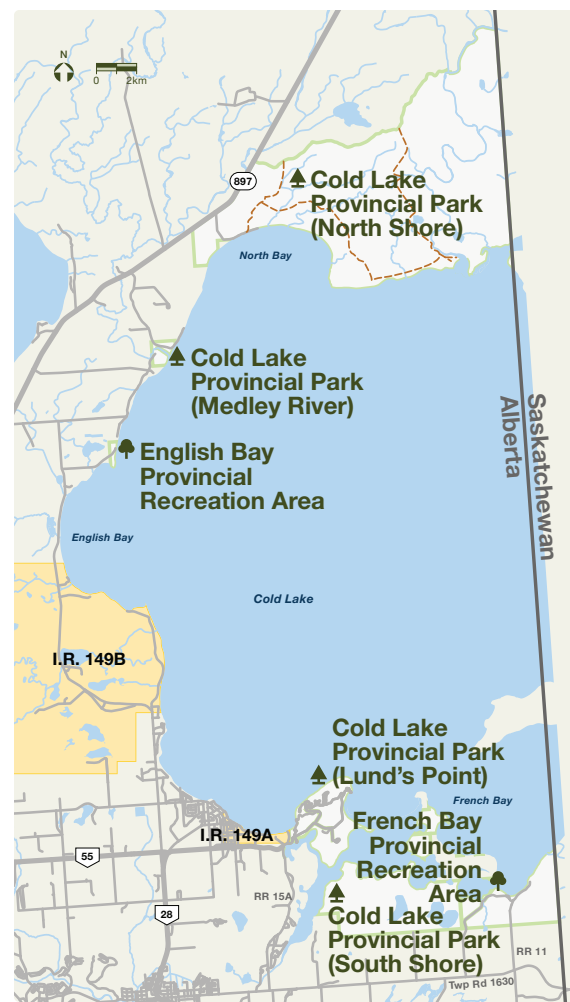 N
0 2km
897
Cold Lake
Provincial Park
(North Shore)
North Bay
Cold Lake
Provincial Park
(Medley River)
Saskatchewan
Alberta
English Bay
Provincial
Recreation Area
English Bay
Cold Lake
I.R. 149B
Cold Lake
Provincial Park
(Lund's Point)
French Bay
French Bay
Provincial
Recreation
Area
I.R. 149A
55
RR 15A
28
Cold Lake
Provincial Park
(South Shore)
RR 11
Twp Rd 1630